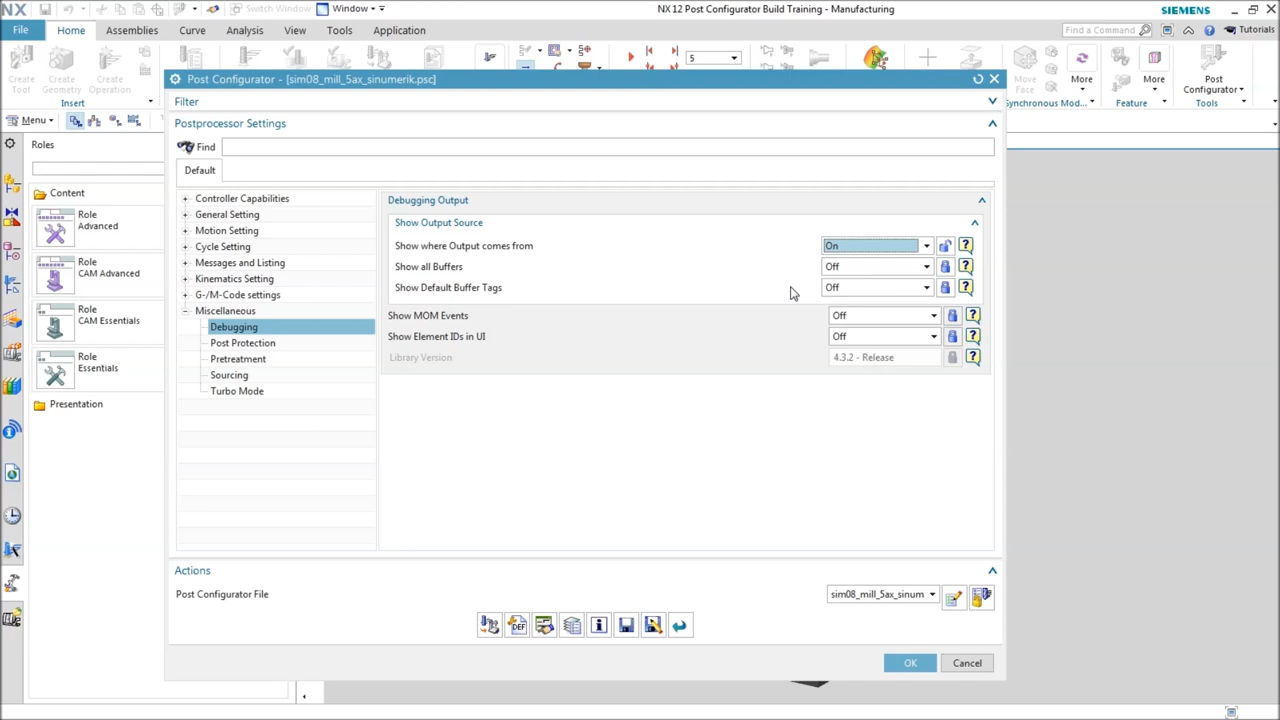 NX
Switch Window
Window
NX 12 Post Configurator Build Training - Manufacturing
SIEMENS
File
Home
Assemblies
Curve
Analysis
View
Tools
Application
Find a Command
Tutorials
Create Tool
Create Geometry
Create Operation
Insert
5
Move Face
More
More
Post Configurator
Synchronous Mod...
Feature
Tools
Menu
Post Configurator - [sim08_mill_5ax_sinumerik.psc]
Filter
Postprocessor Settings
Find
Default
Roles
Content
Role
Advanced
Role
CAM Advanced
Role
CAM Essentials
Role
Essentials
Presentation
Controller Capabilities
General Setting
Motion Setting
Cycle Setting
Messages and Listing
Kinematics Setting
G-/M-Code settings
Miscellaneous
Debugging
Post Protection
Pretreatment
Sourcing
Turbo Mode
Debugging Output
Show Output Source
Show where Output comes from
On
Show all Buffers
Off
Show Default Buffer Tags
Off
Show MOM Events
Off
Show Element IDs in UI
Off
Library Version
4.3.2 - Release
Actions
Post Configurator File
sim08_mill_5ax_sinum
DEF
OK
Cancel